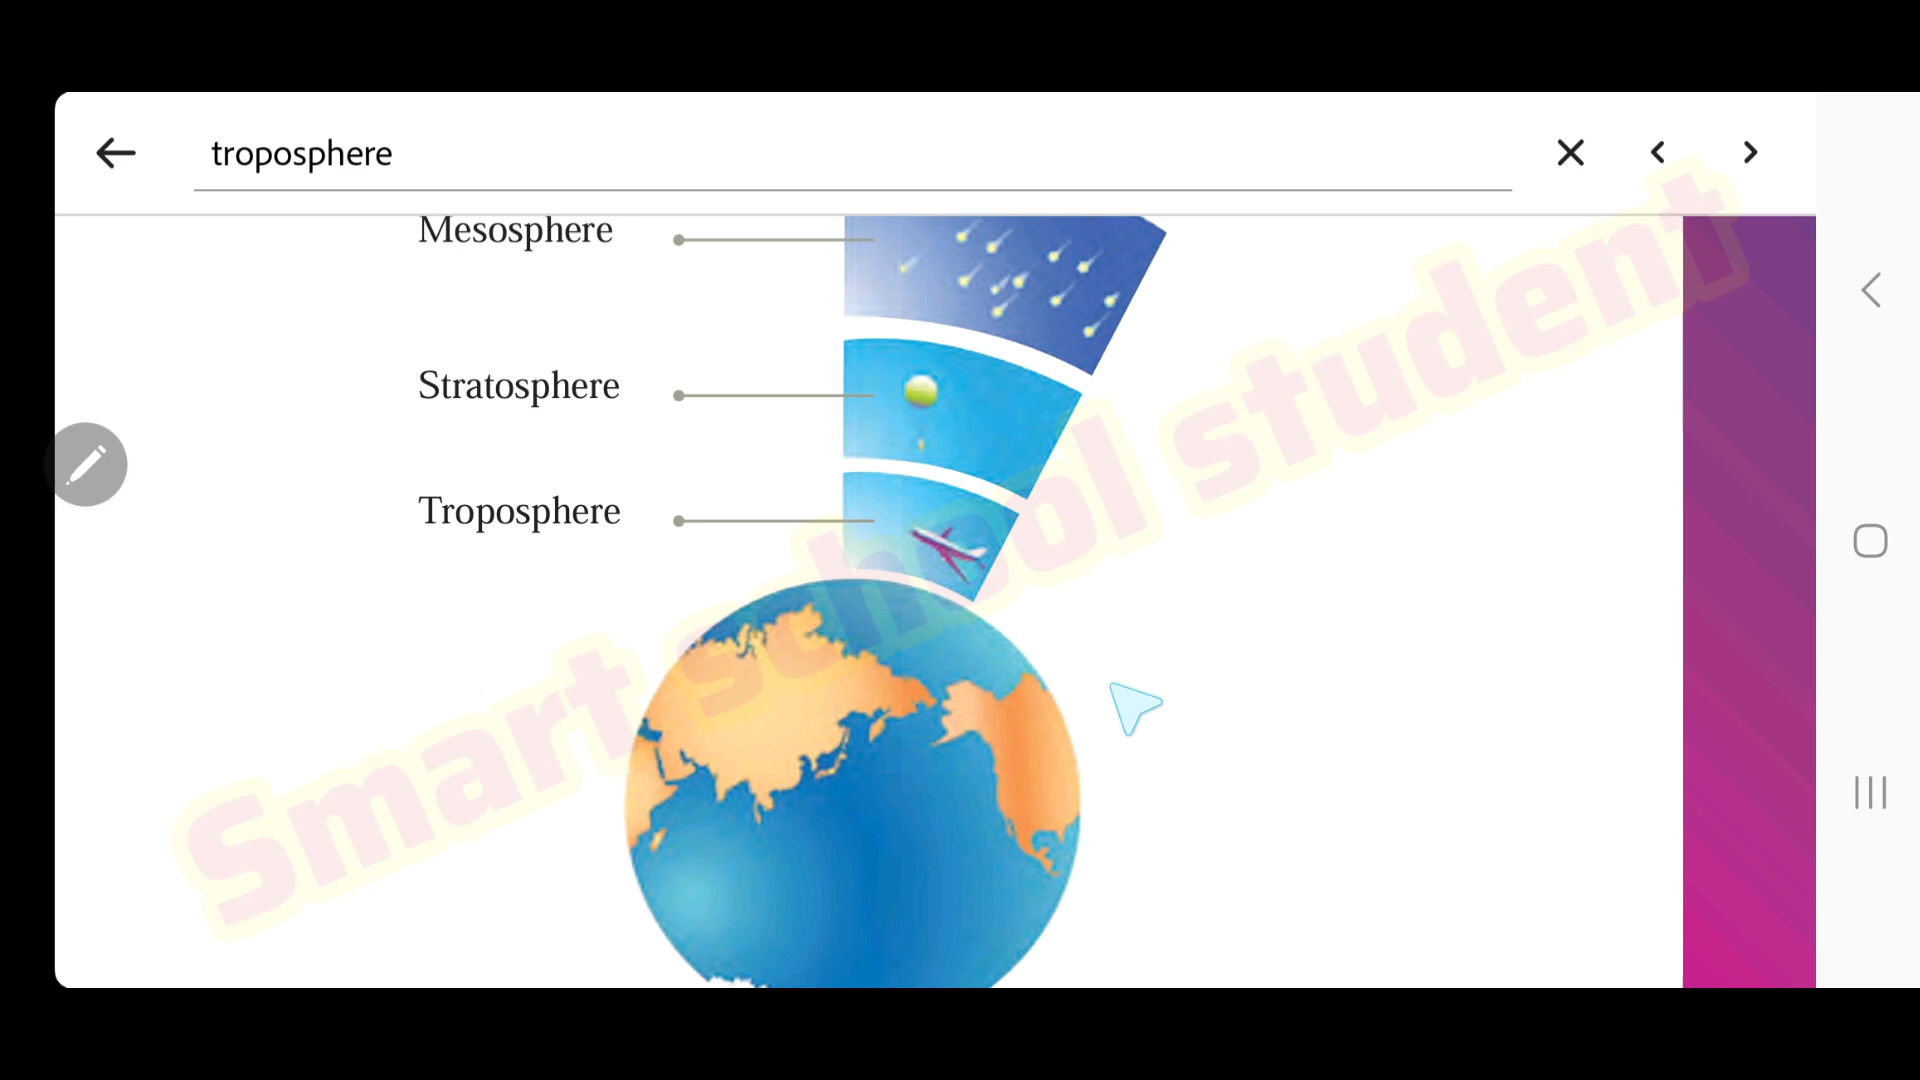 troposphere
Mesosphere
Stratosphere
Troposphere
Smart school student